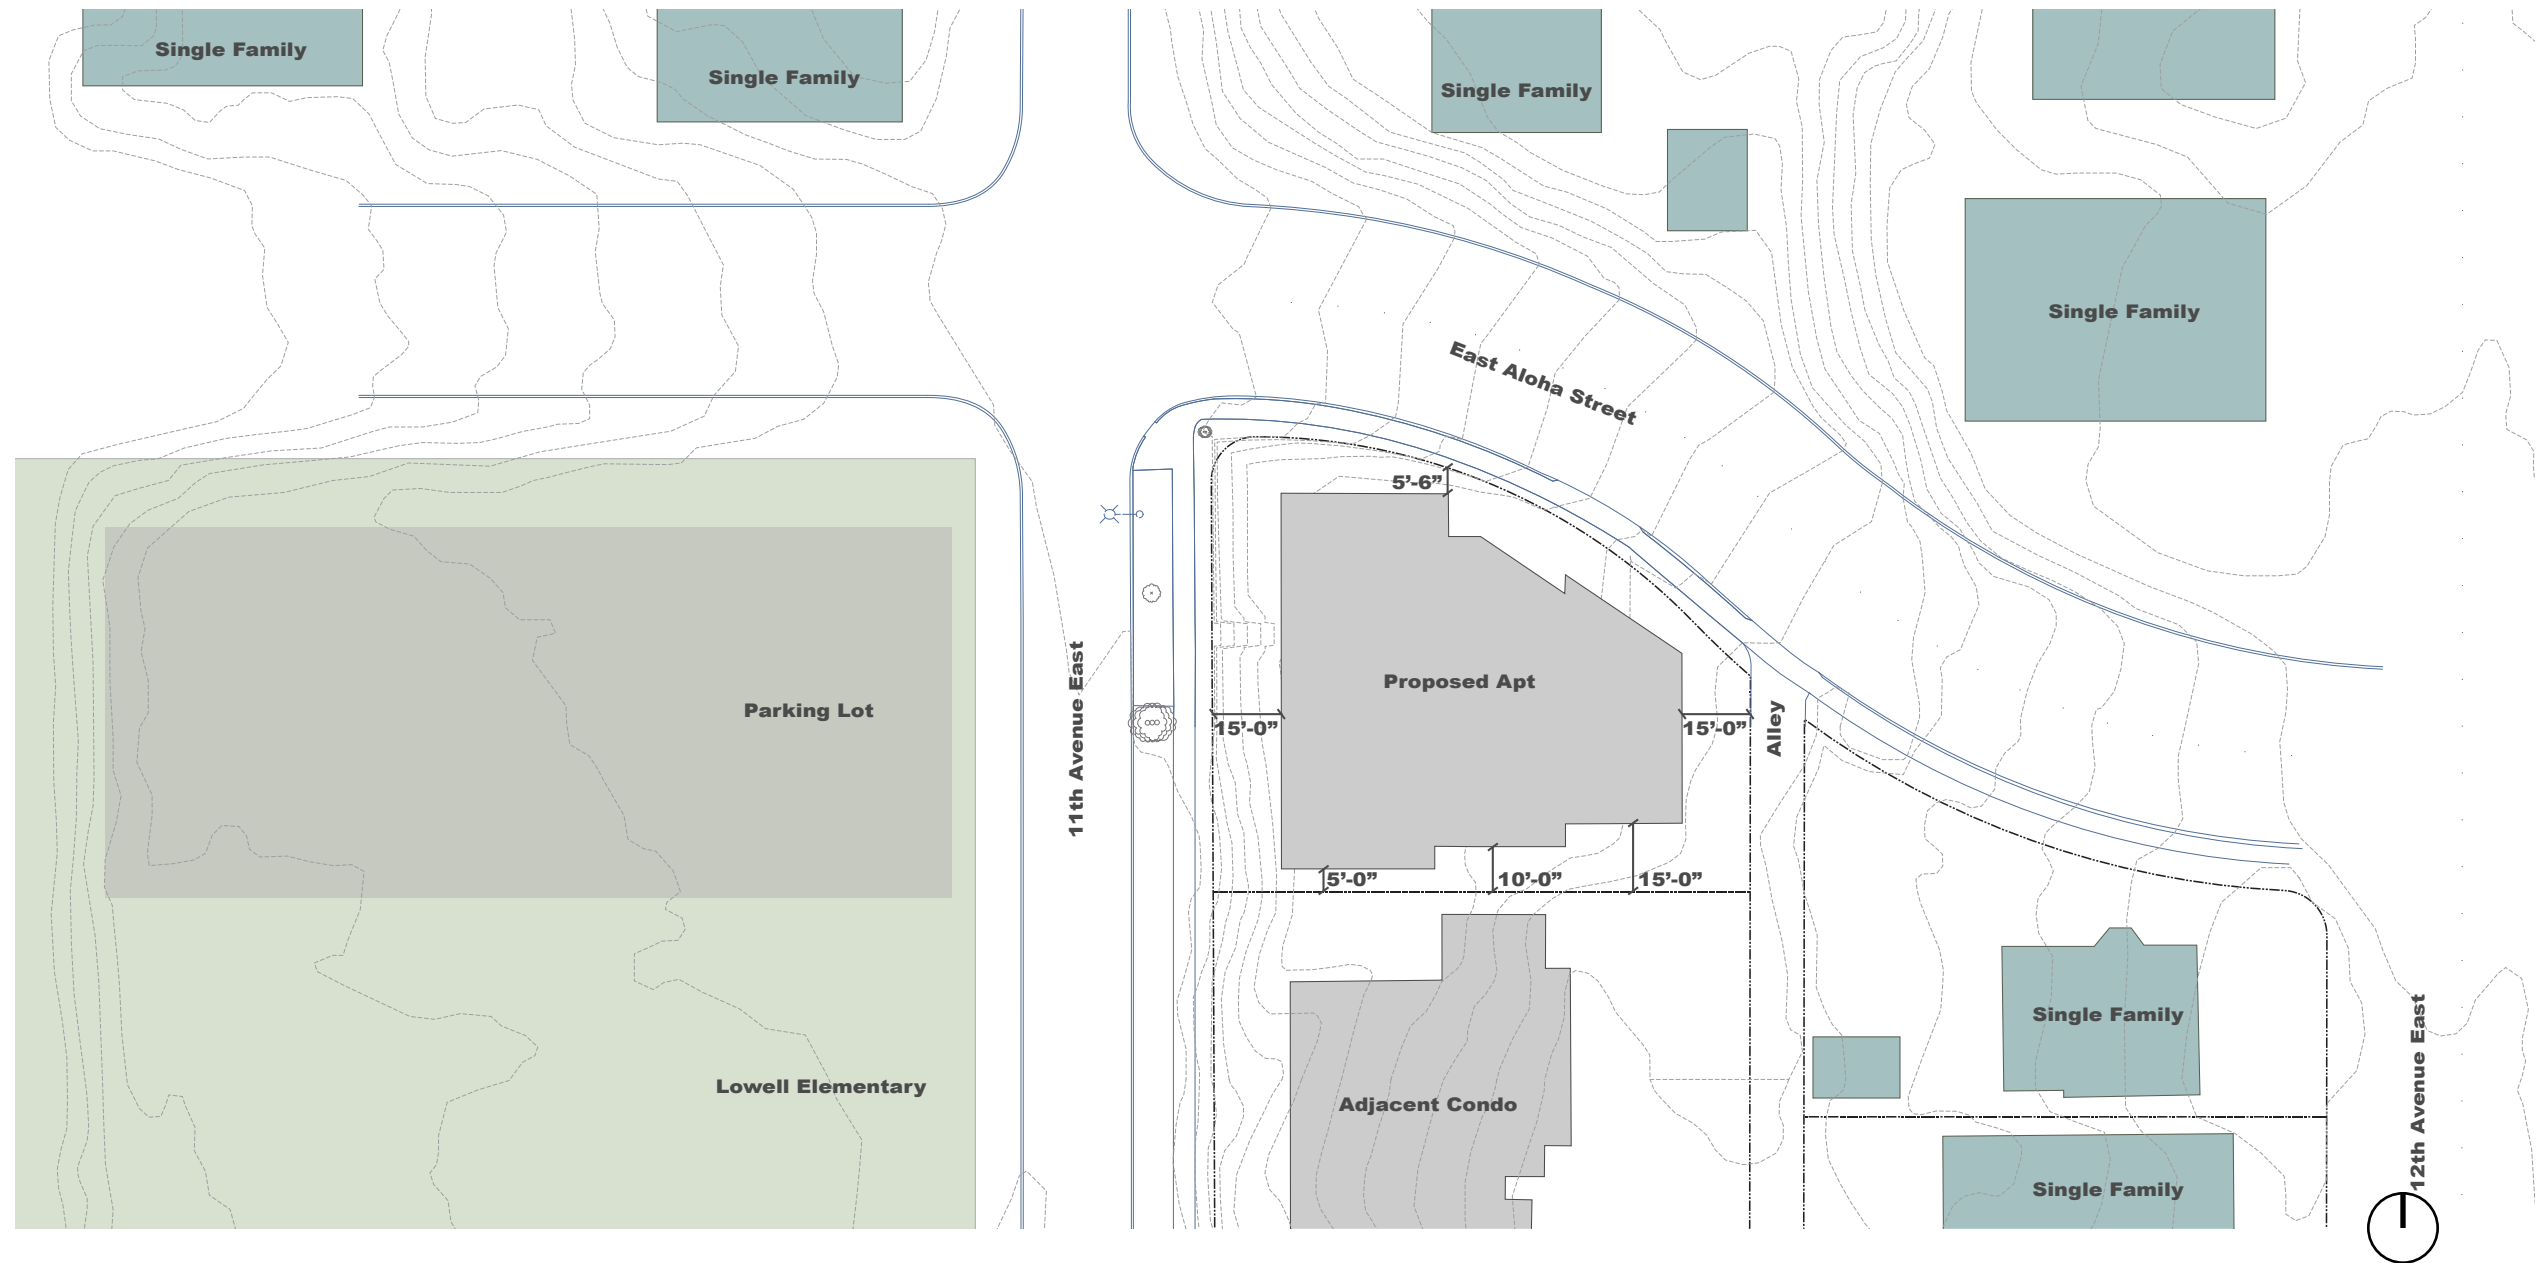 Single Family
Single Family
Single Family
Single Family
East Aloha Street
5’-6”
Proposed Apt
Parking Lot
11th Avenue East
15’-0”
15’-0”
Alley
5’-0”
10’-0”
15’-0”
Single Family
Lowell Elementary
Adjacent Condo
12th Avenue East
Single Family